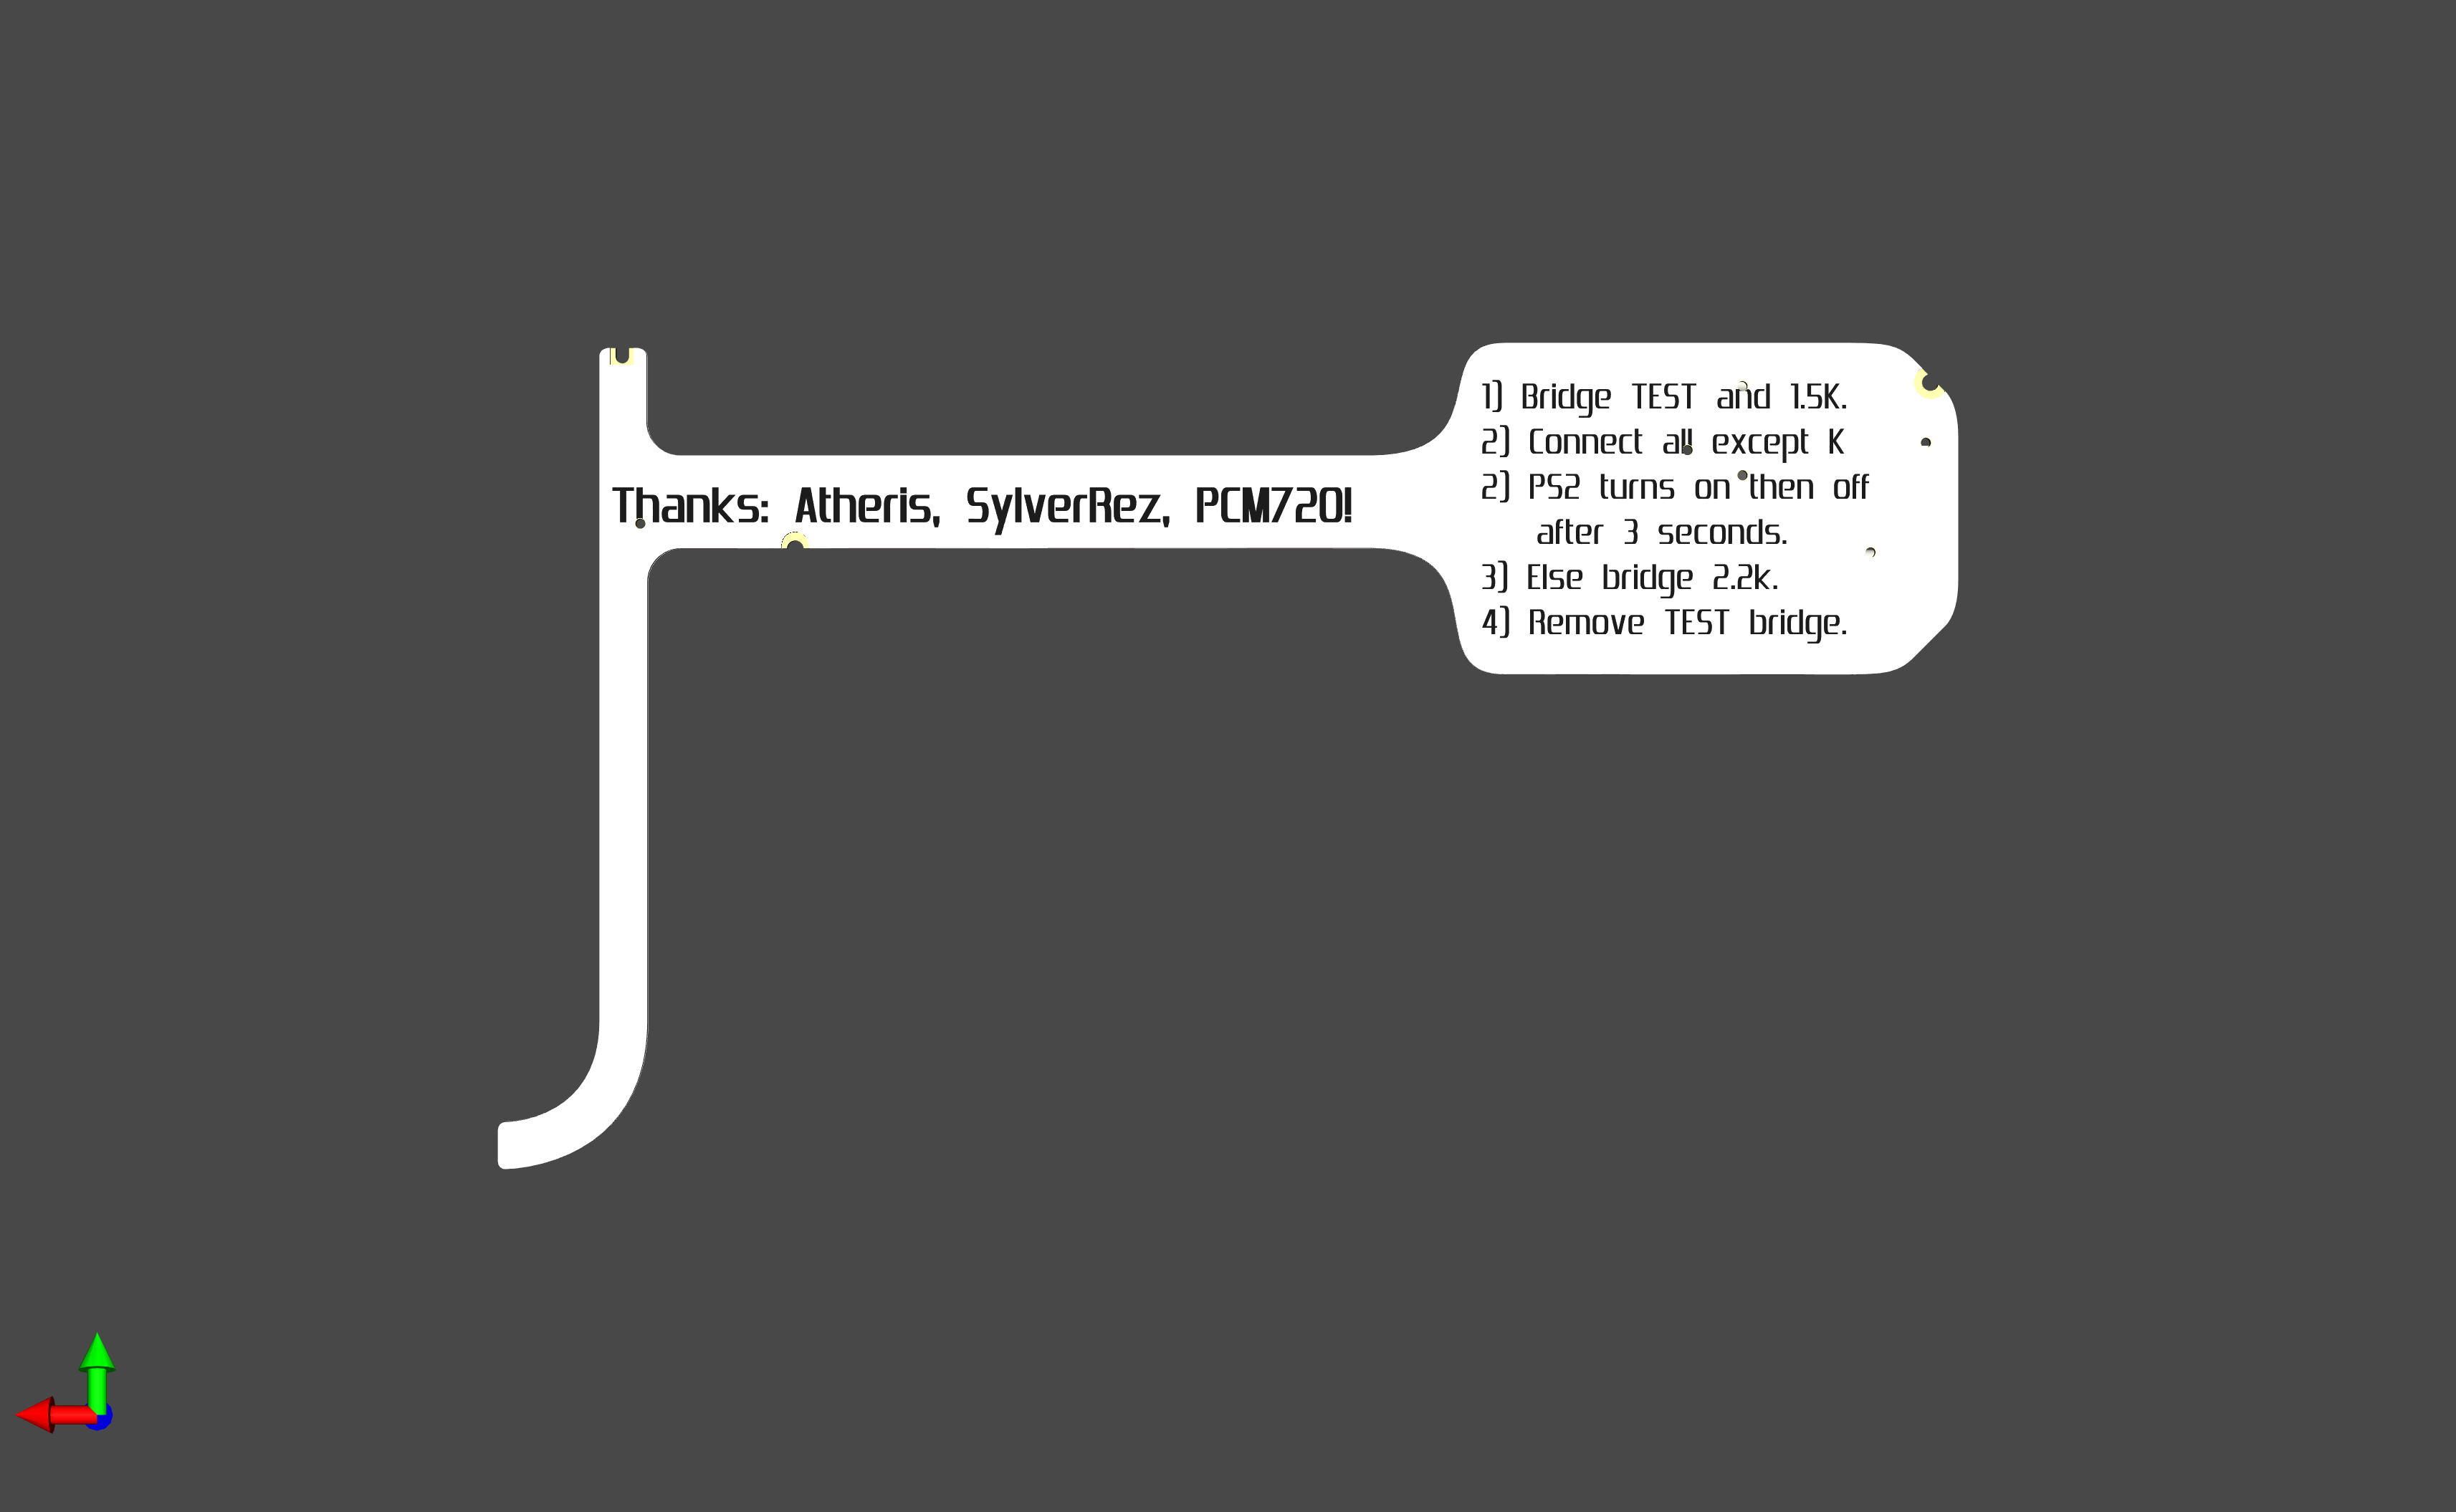 Thanks: Atheris, SylverRez, PCM720!
1) Bridge TEST and 1.5K.
2) Connect all except K
2) PS2 turns on then off
after 3 seconds.
3) Else bridge 2.2k.
4) Remove TEST bridge.